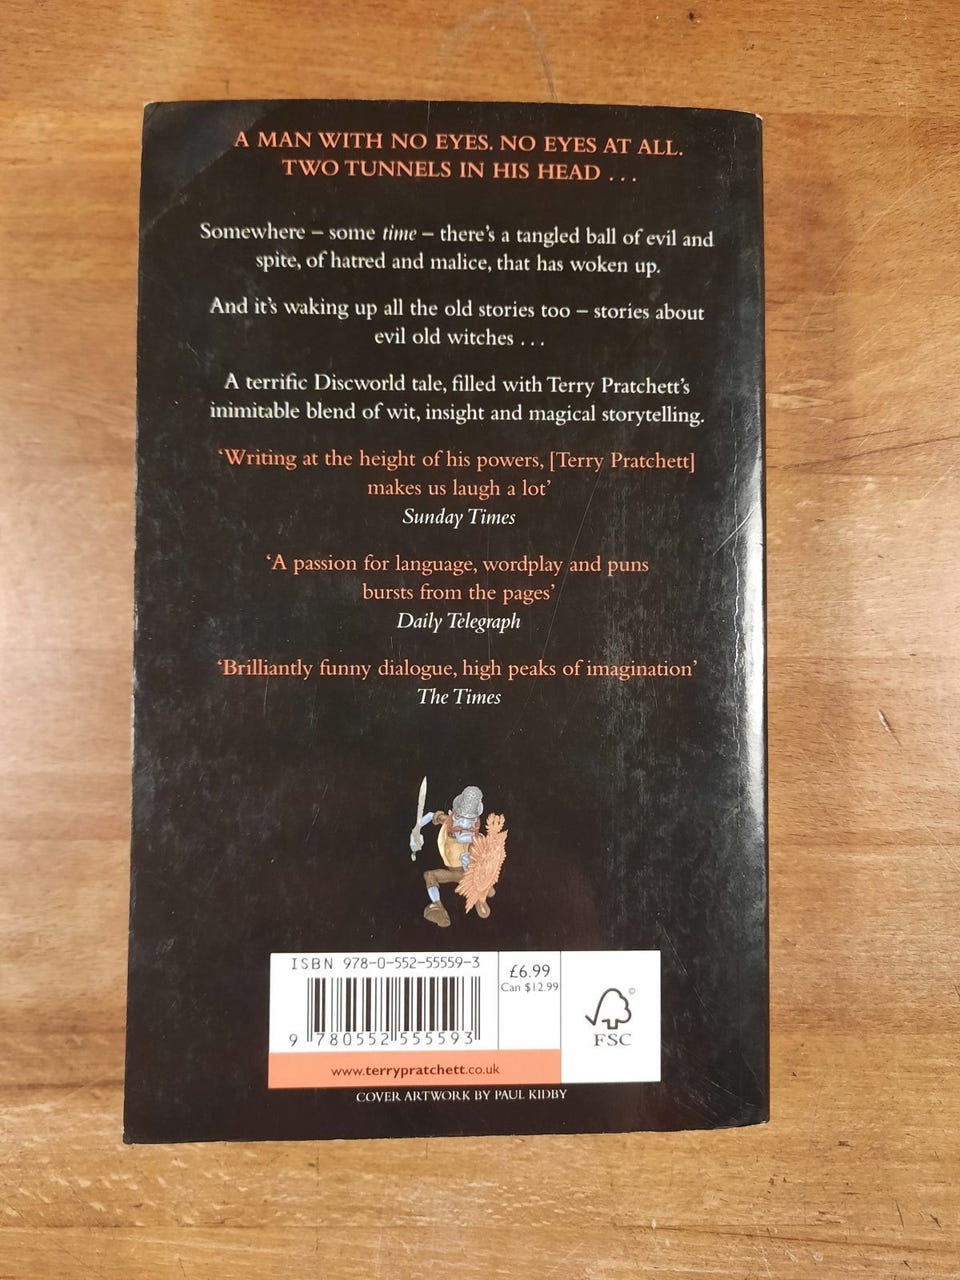 A MAN WITH NO EYES. NO EYES AT ALL.
TWO TUNNELS IN HIS HEAD . . .
Somewhere – some time – there's a tangled ball of evil and
spite, of hatred and malice, that has woken up.
And it's waking up all the old stories too – stories about
evil old witches . . .
A terrific Discworld tale, filled with Terry Pratchett's
inimitable blend of wit, insight and magical storytelling.
‘Writing at the height of his powers, [Terry Pratchett]
makes us laugh a lot’
Sunday Times
‘A passion for language, wordplay and puns
bursts from the pages’
Daily Telegraph
‘Brilliantly funny dialogue, high peaks of imagination’
The Times
ISBN 978-0-552-55559-3
9 780552 555593
£6.99
Can $12.99
©
FSC
www.terrypratchett.co.uk
COVER ARTWORK BY PAUL KIDBY